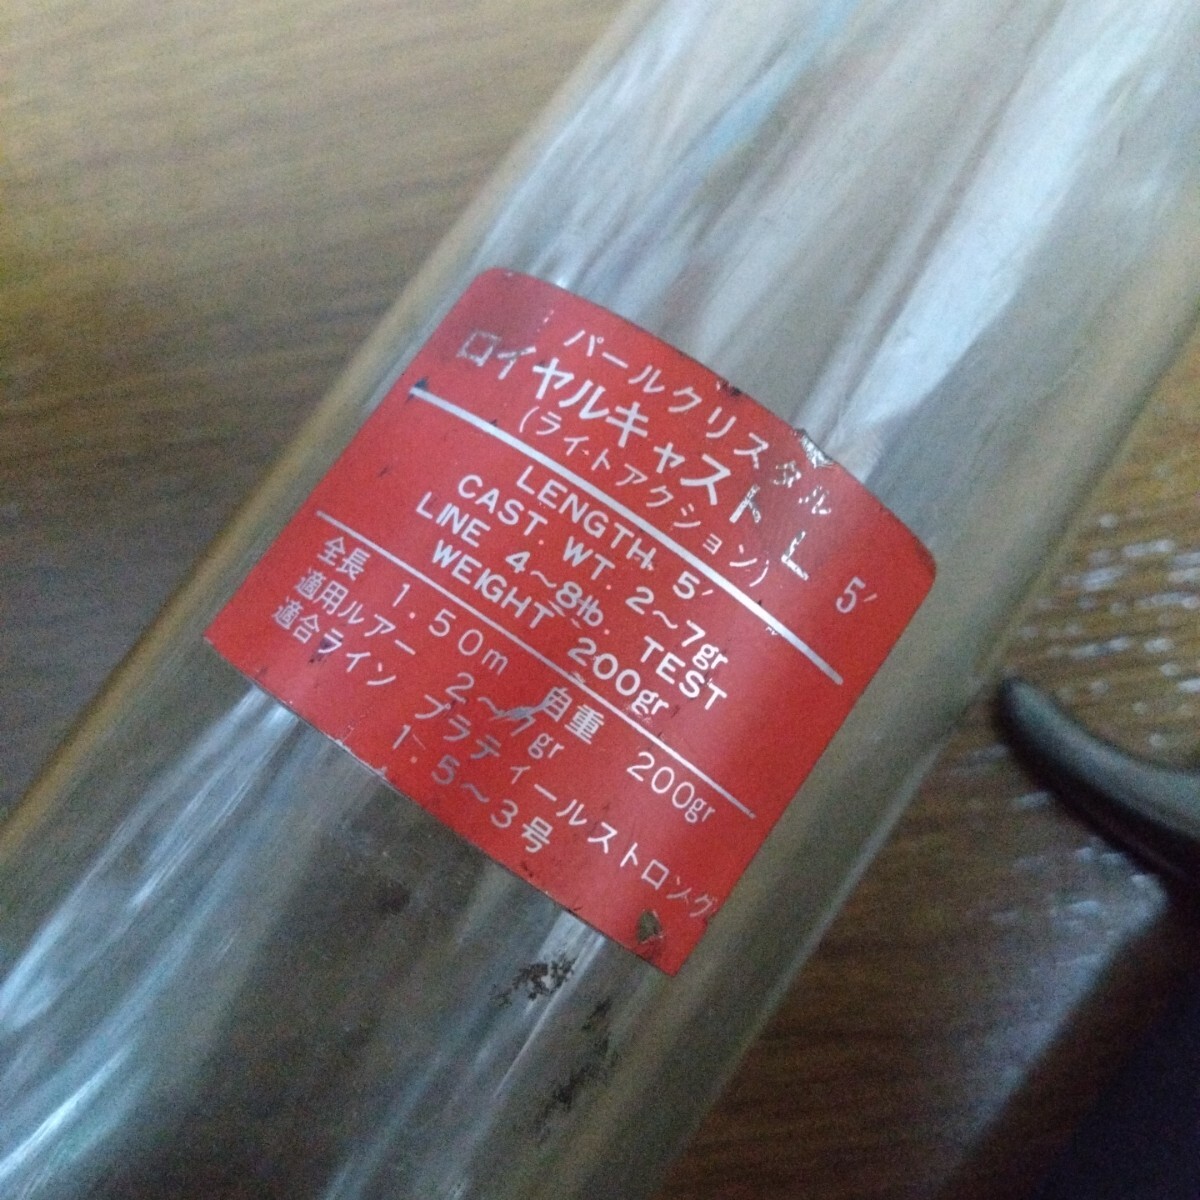 パールクリスタル
ロイヤルキャスト L 5′
(ライトアクション)
LENGTH. 5′
CAST. WT. 2〜7gr
LINE 4〜8lb. TEST
WEIGHT 200gr
全長 1.50m 自重 200gr
適用ルアー 2〜7gr
適合ライン プラティールストロング
1.5〜3号